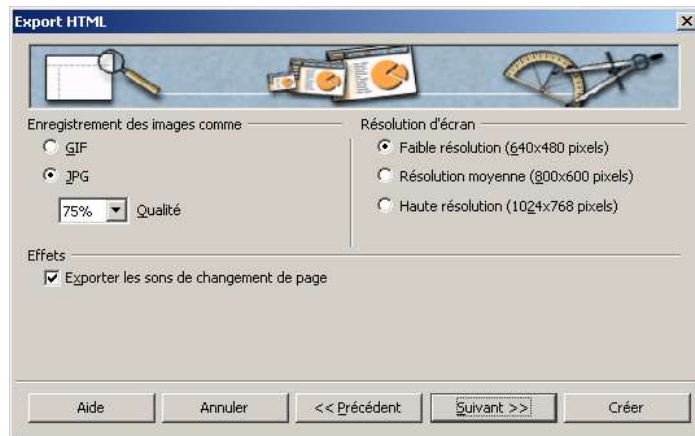 Export HTML
Enregistrement des images comme
GIF
JPG
75% Qualité
Résolution d'écran
Faible résolution (640x480 pixels)
Résolution moyenne (800x600 pixels)
Haute résolution (1024x768 pixels)
Effets
Exporter les sons de changement de page
Aide Annuler << Précédent Suivant >> Créer